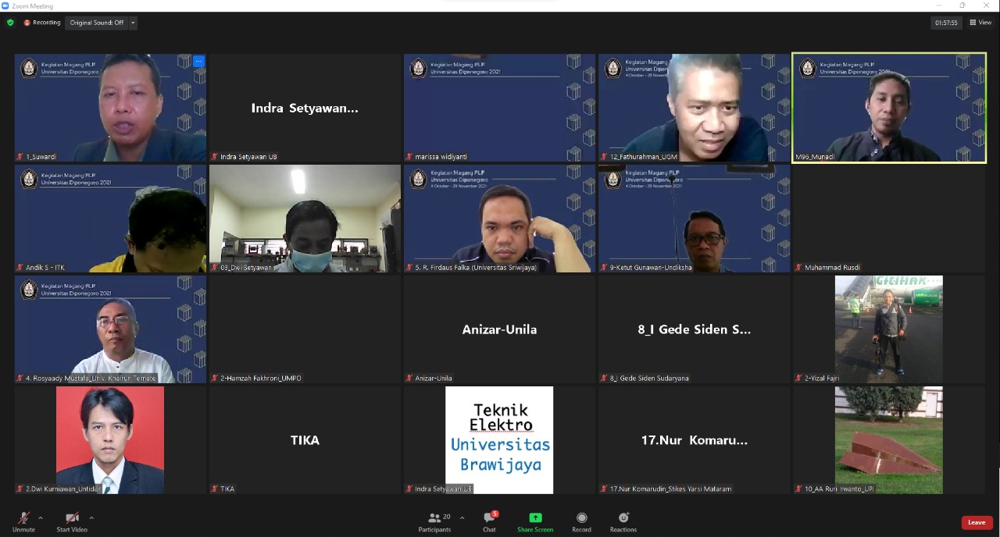 Zoom Meeting
Recording
Original Sound: Off
01:57:55
View
Kegiatan Magang PLP
Universitas Diponegoro
1_Suwardi
Indra Setyawan...
Indra Setyawan UB
Kegiatan Magang PLP
Universitas Diponegoro 2021
marissa widiyanti
Kegiatan Magang PLP
Universitas Diponegoro
4 Oktober - 29 November 2021
12_Fathurahman_UGM
Kegiatan Magang PLP
Universitas Diponegoro 2021
M96_Munadi
Kegiatan Magang PLP
Universitas Diponegoro 2021
Andik S - ITK
03_Dwi Setyawan
Kegiatan Magang PLP
Universitas Diponegoro
4 Oktober - 29 November 2021
5. R. Firdaus Falka (Universitas Sriwijaya)
Kegiatan Magang PLP
Universitas Diponegoro
4 Oktober - 29 November 2021
9-Ketut Gunawan-Undiksha
Muhammad Rusdi
Kegiatan Magang PLP
Universitas Diponegoro 2021
4. Rosyaady Mustafa_Univ. Khairun Ternate
2-Hamzah Fakhroni_UMPO
Anizar-Unila
Anizar-Unila
8_I Gede Siden S...
8_I Gede Siden Sudaryana
2-Yizal Fajri
2.Dwi Kurniawan_Untidar
TIKA
TIKA
Teknik
Elektro
Universitas
Brawijaya
Indra Setyawan UB
17.Nur Komaru...
17.Nur Komarudin_Stikes Yarsi Mataram
10_AA Ruri Irwanto_UPI
Unmute
Start Video
20
Participants
5
Chat
Share Screen
Record
Reactions
Leave